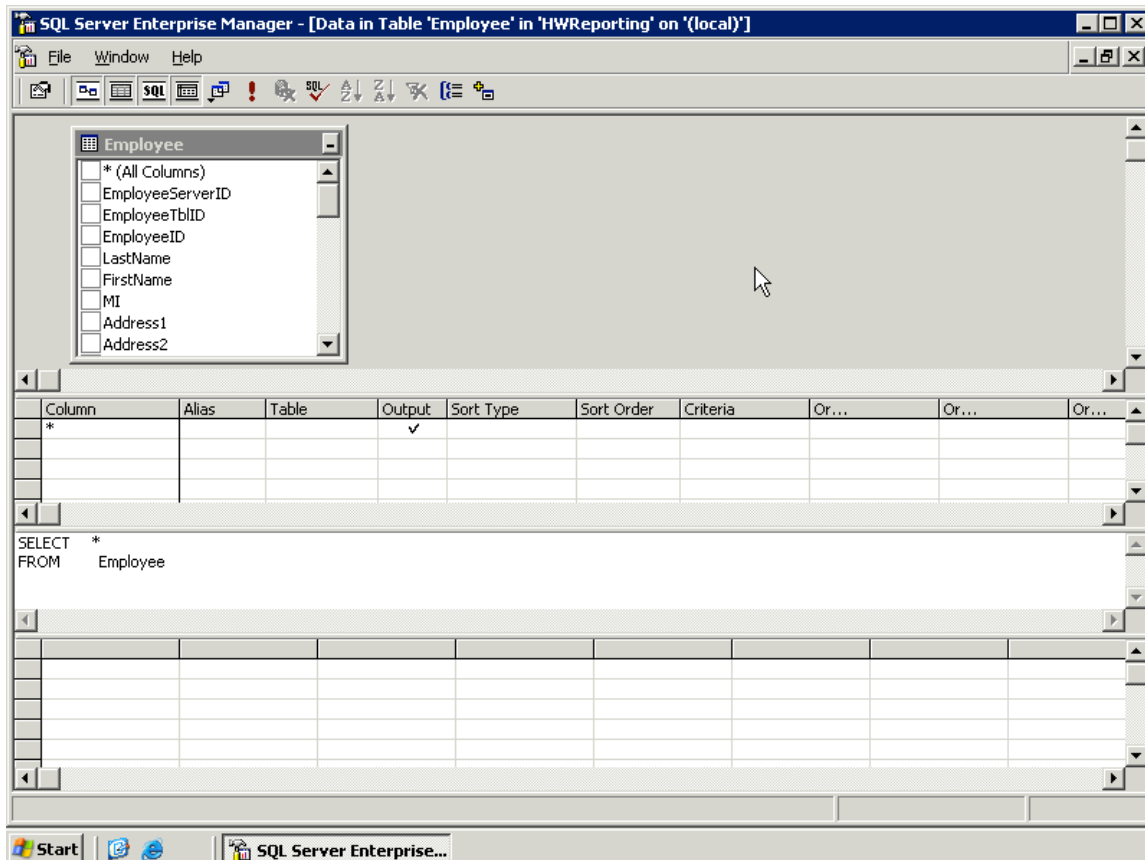 SQL Server Enterprise Manager - [Data in Table 'Employee' in 'HWReporting' on '(local)']
File Window Help
SQL SQL
Employee
* (All Columns)
EmployeeServerID
EmployeeTblID
EmployeeID
LastName
FirstName
MI
Address1
Address2
Column Alias Table Output Sort Type Sort Order Criteria Or... Or... Or...
*
SELECT *
FROM Employee
Start SQL Server Enterprise...